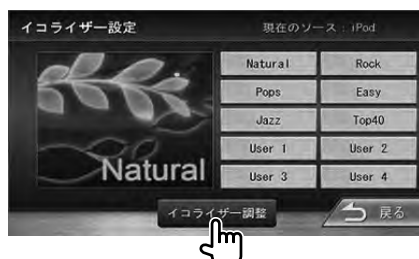 イコライザー設定
現在のソース：iPod
Natural
Rock
Pops
Easy
Jazz
Top40
User 1
User 2
Natural
User 3
User 4
イコライザー調整
戻る